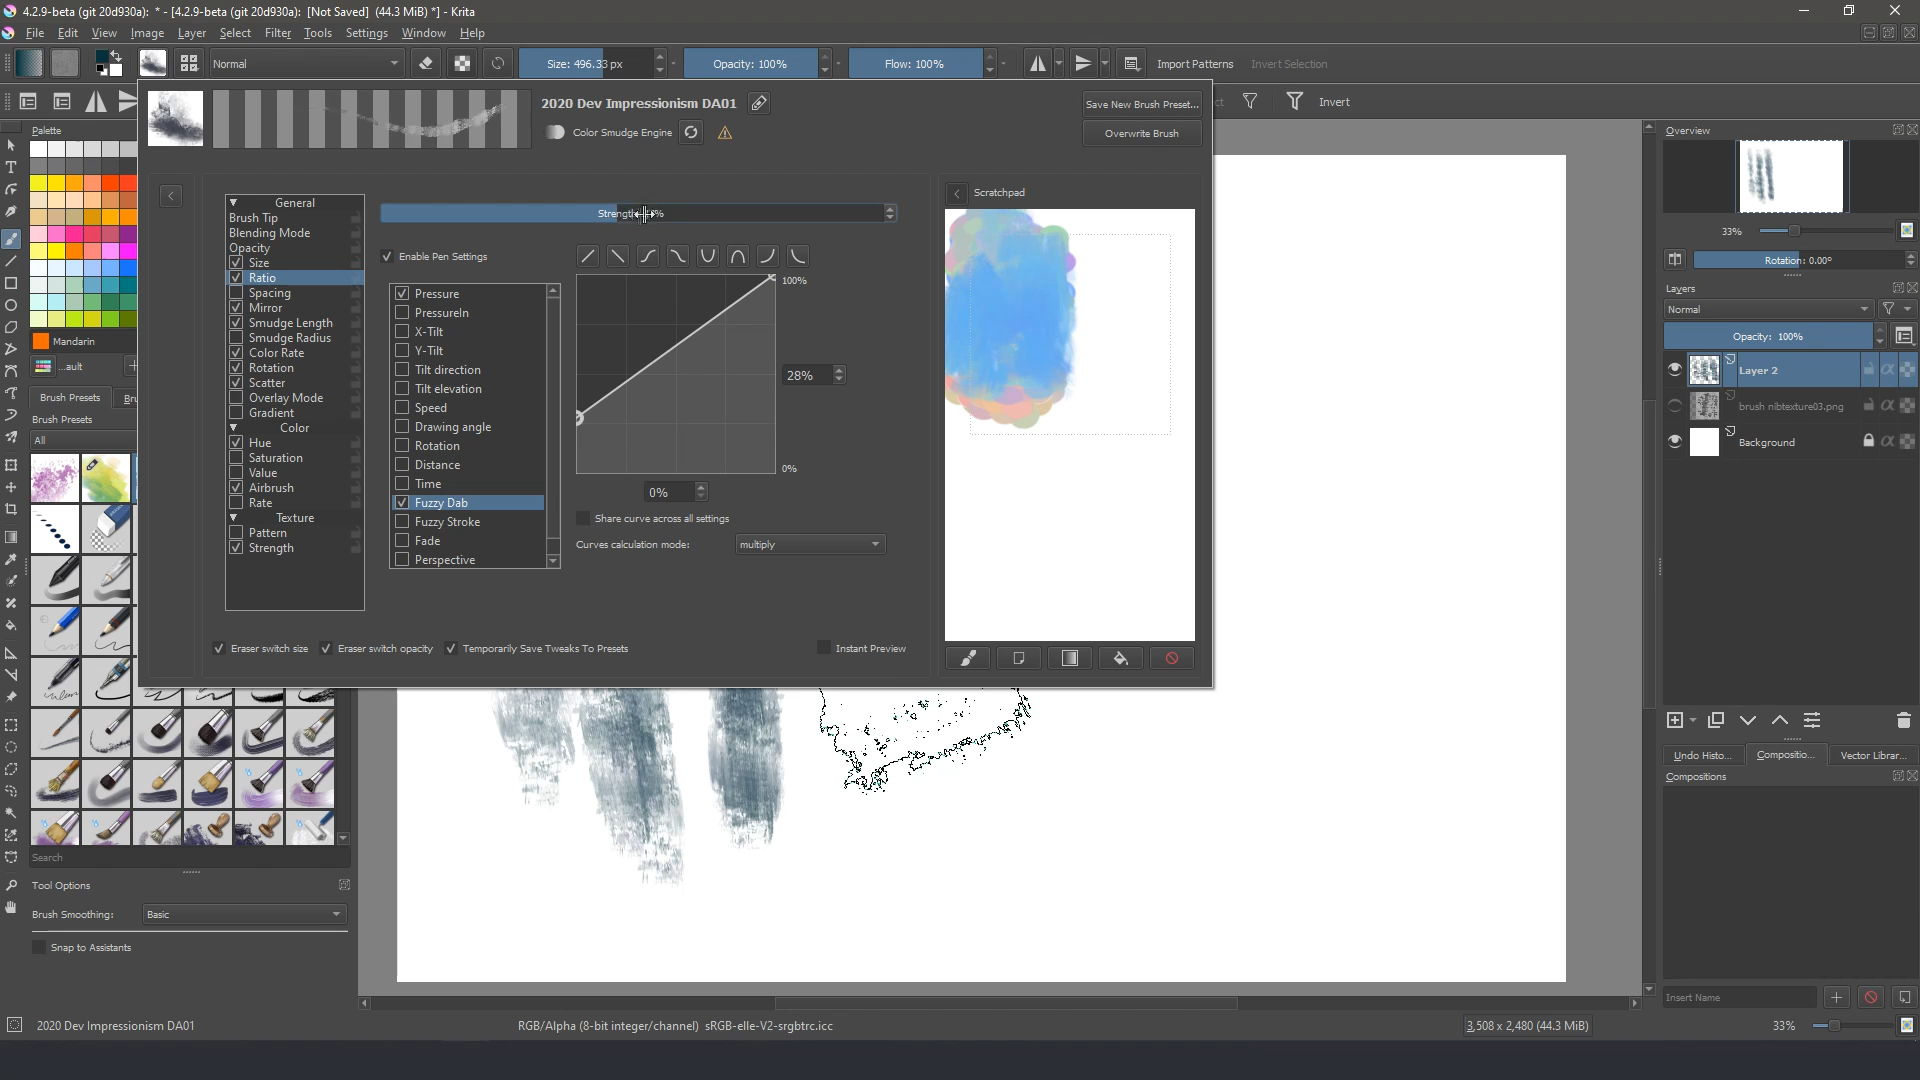 4.2.9-beta (git 20d930a):  * - [4.2.9-beta (git 20d930a):  [Not Saved]  (44.3 MiB) *] - Krita
File Edit View Image Layer Select Filter Tools Settings Window Help
Normal
Size: 496.33 px
Opacity: 100%
Flow: 100%
Import Patterns
Invert Selection
Invert
Palette
Mandarin
...ault
Brush Presets
Brush Presets
All
2020 Dev Impressionism DA01
Color Smudge Engine
Save New Brush Preset...
Overwrite Brush
General
Brush Tip
Blending Mode
Opacity
Size
Ratio
Spacing
Mirror
Smudge Length
Smudge Radius
Color Rate
Rotation
Scatter
Overlay Mode
Gradient
Color
Hue
Saturation
Value
Airbrush
Rate
Texture
Pattern
Strength
Enable Pen Settings
Pressure
PressureIn
X-Tilt
Y-Tilt
Tilt direction
Tilt elevation
Speed
Drawing angle
Rotation
Distance
Time
Fuzzy Dab
Fuzzy Stroke
Fade
Perspective
100%
28%
0%
0%
Share curve across all settings
Curves calculation mode:
multiply
Eraser switch size
Eraser switch opacity
Temporarily Save Tweaks To Presets
Instant Preview
Scratchpad
Search
Tool Options
Brush Smoothing:
Basic
Snap to Assistants
Overview
33%
Rotation: 0.00°
Layers
Normal
Opacity: 100%
Layer 2
brush nibtexture03.png
Background
Undo Histo...
Compositio...
Vector Librar...
Compositions
Insert Name
2020 Dev Impressionism DA01
RGB/Alpha (8-bit integer/channel)  sRGB-elle-V2-srgbtrc.icc
3,508 x 2,480 (44.3 MiB)
33%